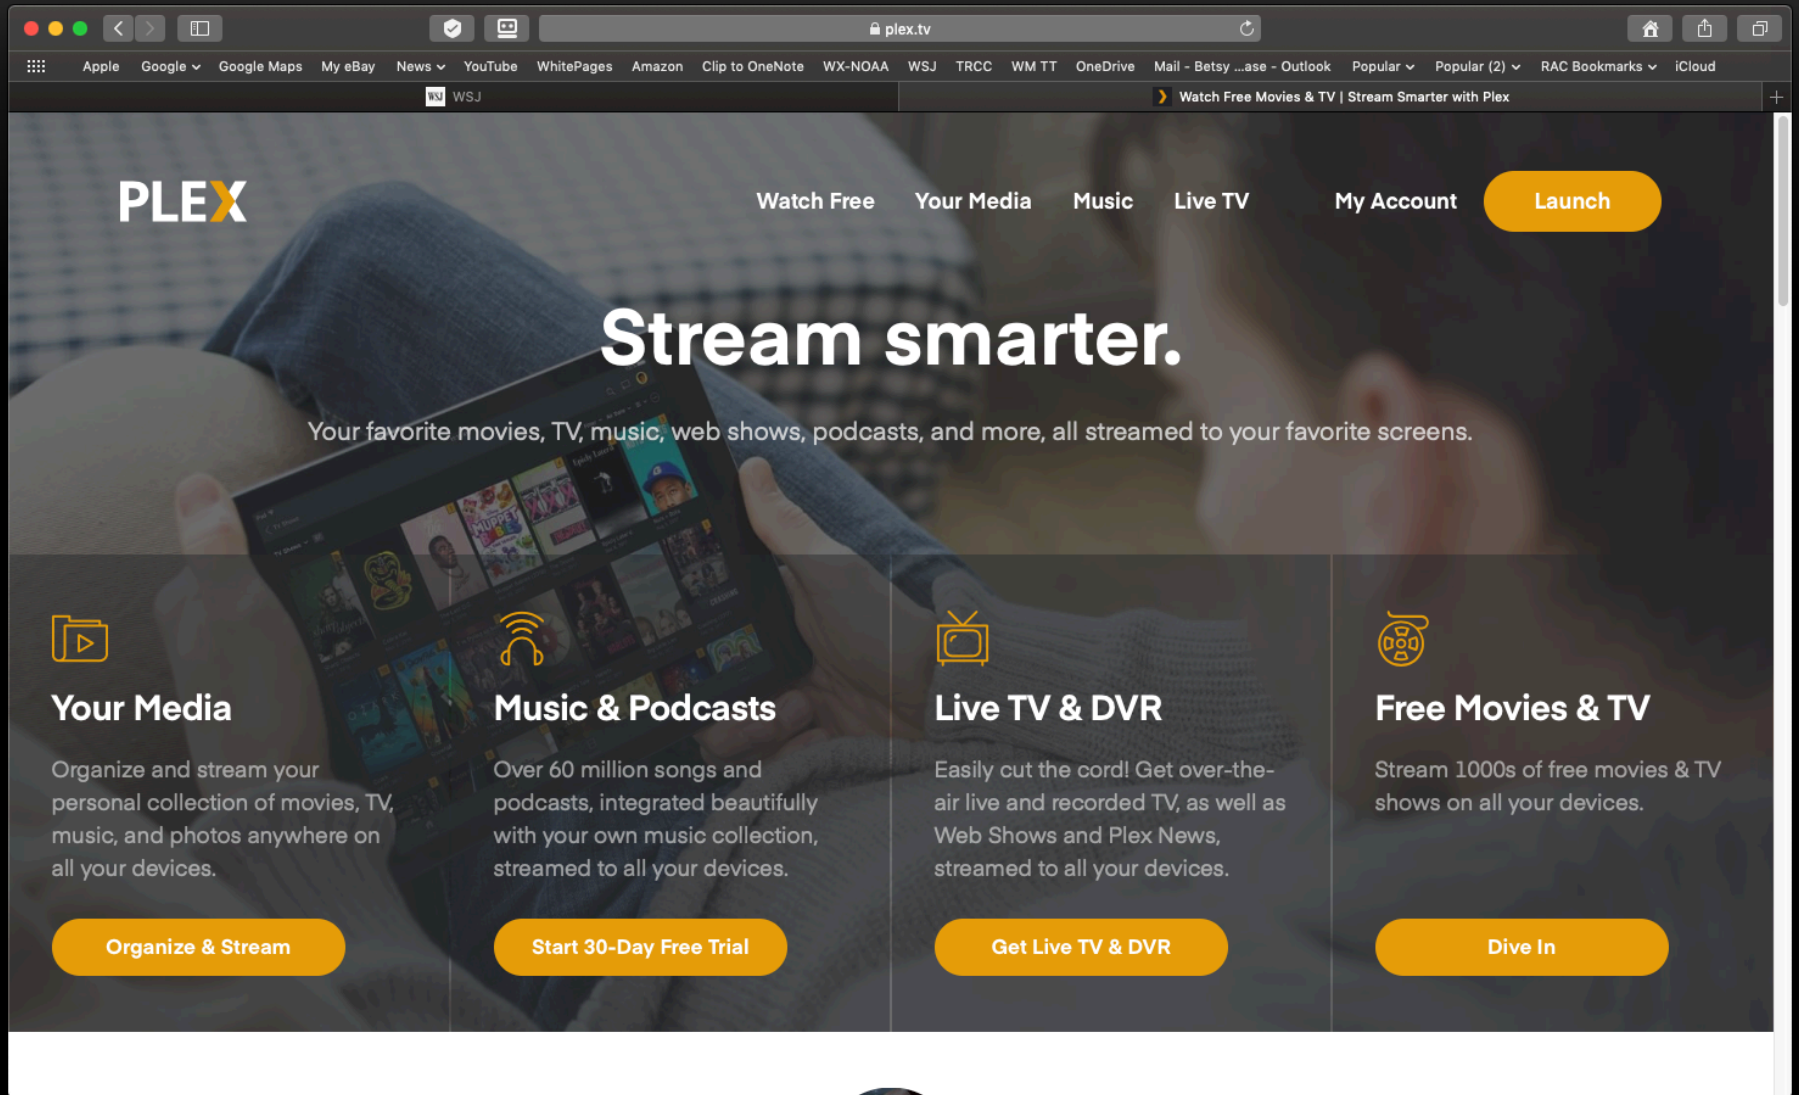 plex.tv
Apple Google Google Maps My eBay News YouTube WhitePages Amazon Clip to OneNote WX-NOAA WSJ TRCC WM TT OneDrive Mail - Betsy ...ase - Outlook Popular Popular (2) RAC Bookmarks iCloud
WSJ WSJ
Watch Free Movies & TV | Stream Smarter with Plex
PLEX
Watch Free Your Media Music Live TV My Account Launch
Stream smarter.
Your favorite movies, TV, music, web shows, podcasts, and more, all streamed to your favorite screens.
MUPPET
Your Media
Organize and stream your
personal collection of movies, TV,
music, and photos anywhere on
all your devices.
Organize & Stream
Music & Podcasts
Over 60 million songs and
podcasts, integrated beautifully
with your own music collection,
streamed to all your devices.
Start 30-Day Free Trial
Live TV & DVR
Easily cut the cord! Get over-the-
air live and recorded TV, as well as
Web Shows and Plex News,
streamed to all your devices.
Get Live TV & DVR
Free Movies & TV
Stream 1000s of free movies & TV
shows on all your devices.
Dive In